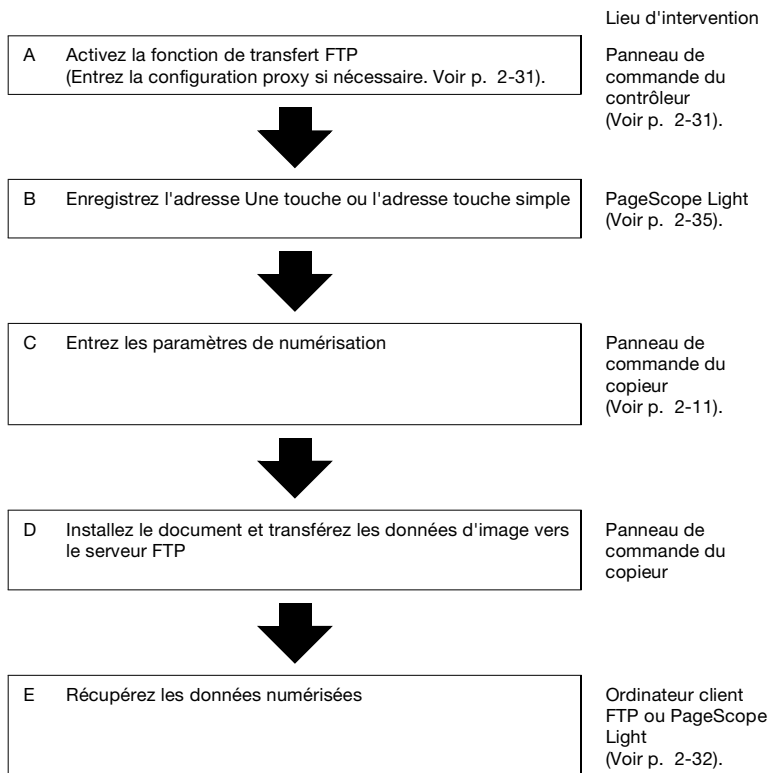 Lieu d'intervention
A Activez la fonction de transfert FTP
(Entrez la configuration proxy si nécessaire. Voir p. 2-31).
Panneau de
commande du
contrôleur
(Voir p. 2-31).
B Enregistrez l'adresse Une touche ou l'adresse touche simple
PageScope Light
(Voir p. 2-35).
C Entrez les paramètres de numérisation
Panneau de
commande du
copieur
(Voir p. 2-11).
D Installez le document et transférez les données d'image vers
le serveur FTP
Panneau de
commande du
copieur
E Récupérez les données numérisées
Ordinateur client
FTP ou PageScope
Light
(Voir p. 2-32).